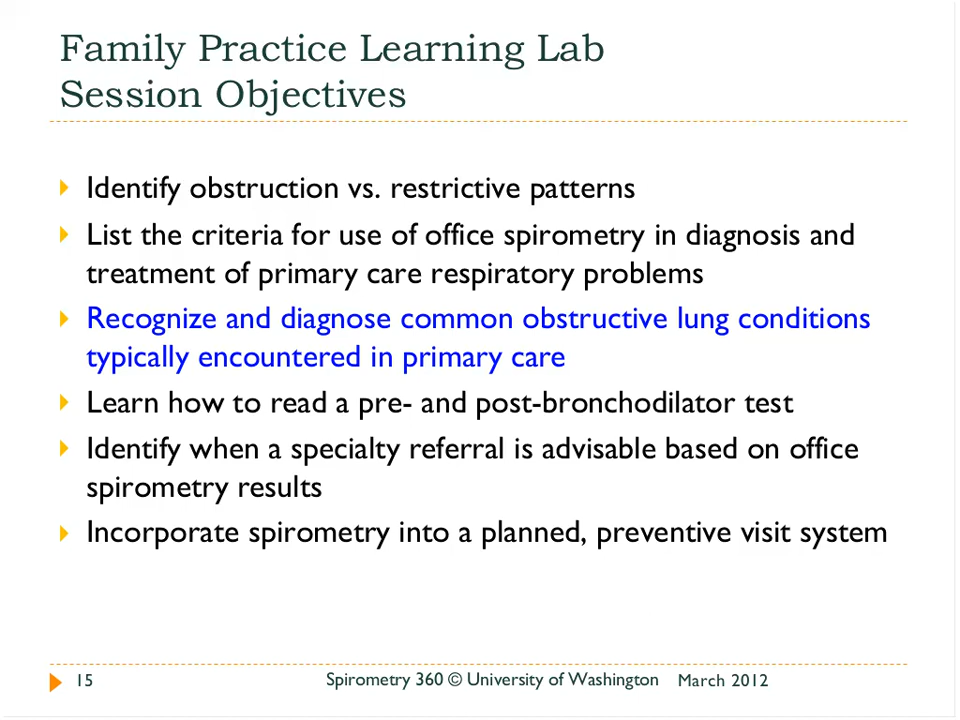 Family Practice Learning Lab
Session Objectives
Identify obstruction vs. restrictive patterns
List the criteria for use of office spirometry in diagnosis and
treatment of primary care respiratory problems
Recognize and diagnose common obstructive lung conditions
typically encountered in primary care
Learn how to read a pre- and post-bronchodilator test
Identify when a specialty referral is advisable based on office
spirometry results
Incorporate spirometry into a planned, preventive visit system
15 Spirometry 360 © University of Washington March 2012